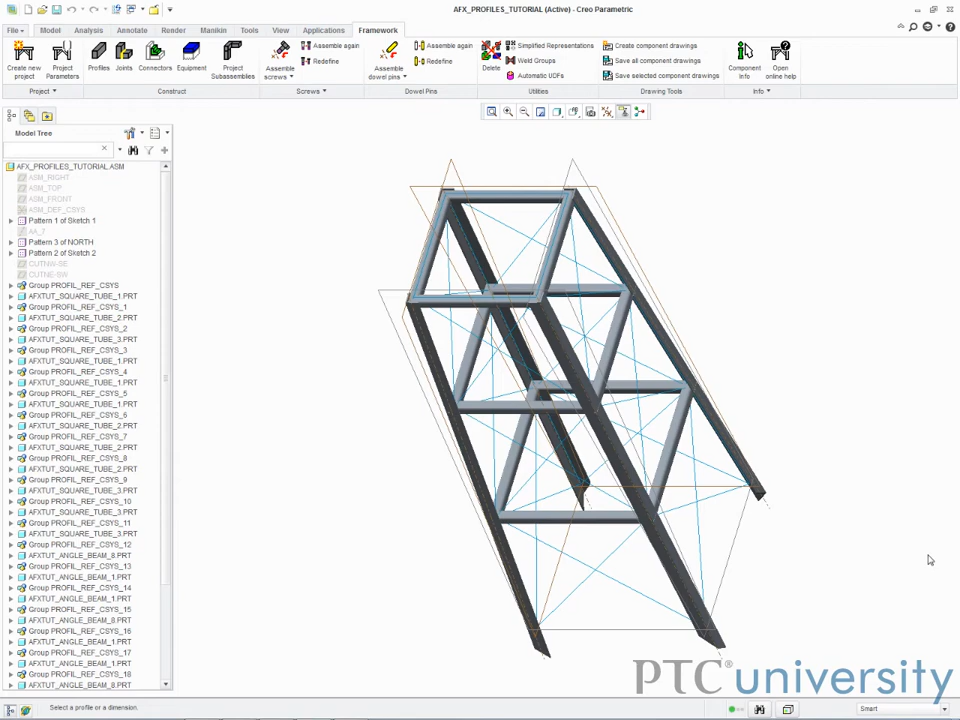 AFX_PROFILES_TUTORIAL (Active) - Creo Parametric
File Model Analysis Annotate Render Manikin Tools View Applications Framework
Create new project
Project Parameters
Profiles
Joints
Connectors
Equipment
Project Subassemblies
Assemble screws
Assemble again
Redefine
Assemble dowel pins
Assemble again
Redefine
Delete
Simplified Representations
Weld Groups
Automatic UDFs
Create component drawings
Save all component drawings
Save selected component drawings
Component Info
Open online help
Project Construct Screws Dowel Pins Utilities Drawing Tools Info
Model Tree
AFX_PROFILES_TUTORIAL.ASM
ASM_RIGHT
ASM_TOP
ASM_FRONT
ASM_DEF_CSYS
Pattern 1 of Sketch 1
AA_7
Pattern 3 of NORTH
Pattern 2 of Sketch 2
CUTNW-SE
CUTNE-SW
Group PROFIL_REF_CSYS
AFXTUT_SQUARE_TUBE_1.PRT
Group PROFIL_REF_CSYS_1
AFXTUT_SQUARE_TUBE_2.PRT
Group PROFIL_REF_CSYS_2
AFXTUT_SQUARE_TUBE_3.PRT
Group PROFIL_REF_CSYS_3
AFXTUT_SQUARE_TUBE_1.PRT
Group PROFIL_REF_CSYS_4
AFXTUT_SQUARE_TUBE_1.PRT
Group PROFIL_REF_CSYS_5
AFXTUT_SQUARE_TUBE_1.PRT
Group PROFIL_REF_CSYS_6
AFXTUT_SQUARE_TUBE_2.PRT
Group PROFIL_REF_CSYS_7
AFXTUT_SQUARE_TUBE_2.PRT
Group PROFIL_REF_CSYS_8
AFXTUT_SQUARE_TUBE_2.PRT
Group PROFIL_REF_CSYS_9
AFXTUT_SQUARE_TUBE_3.PRT
Group PROFIL_REF_CSYS_10
AFXTUT_SQUARE_TUBE_3.PRT
Group PROFIL_REF_CSYS_11
AFXTUT_SQUARE_TUBE_3.PRT
Group PROFIL_REF_CSYS_12
AFXTUT_ANGLE_BEAM_8.PRT
Group PROFIL_REF_CSYS_13
AFXTUT_ANGLE_BEAM_1.PRT
Group PROFIL_REF_CSYS_14
AFXTUT_ANGLE_BEAM_1.PRT
Group PROFIL_REF_CSYS_15
AFXTUT_ANGLE_BEAM_8.PRT
Group PROFIL_REF_CSYS_16
AFXTUT_ANGLE_BEAM_1.PRT
Group PROFIL_REF_CSYS_17
AFXTUT_ANGLE_BEAM_1.PRT
Group PROFIL_REF_CSYS_18
AFXTUT_ANGLE_BEAM_8.PRT
PTC® university
Select a profile or a dimension.
Smart